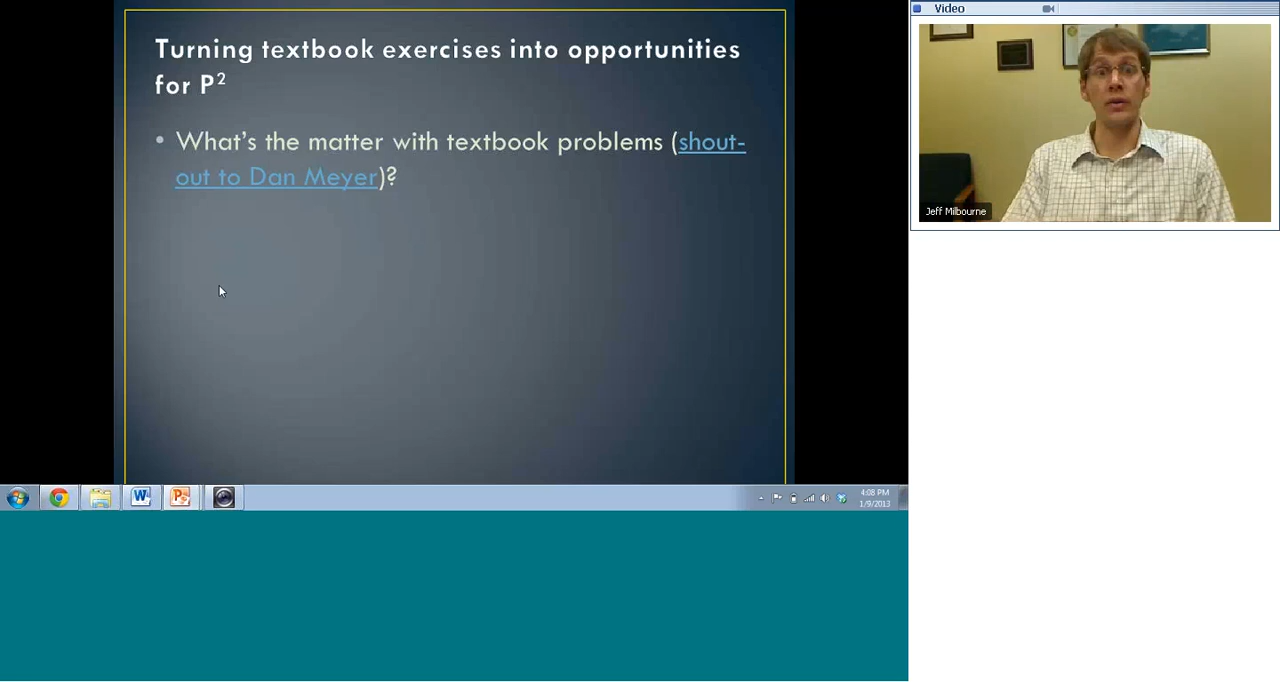 Turning textbook exercises into opportunities
for P²
• What's the matter with textbook problems (shout-
out to Dan Meyer)?
4:08 PM
1/9/2013
Video
Jeff Milbourne